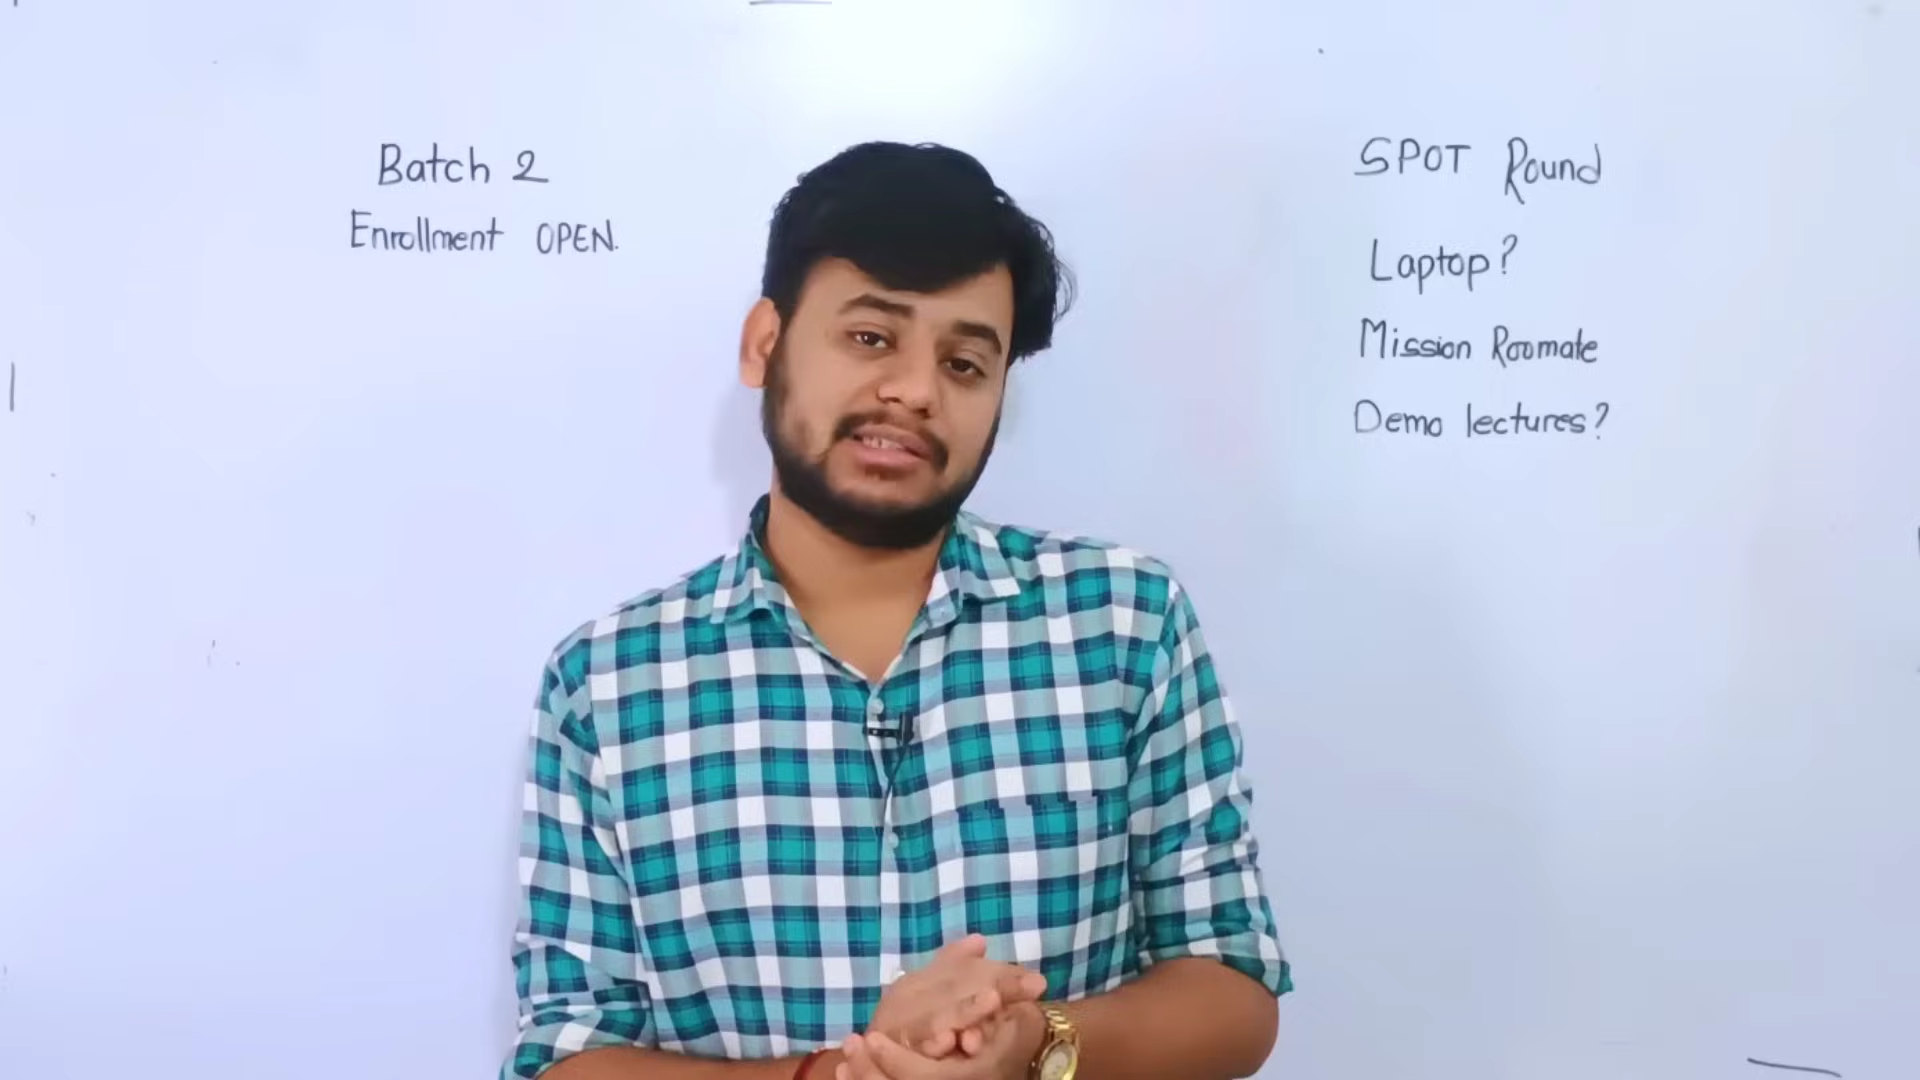 Batch 2
Enrollment OPEN.
SPOT Round
Laptop?
Mission Roomate
Demo lectures?